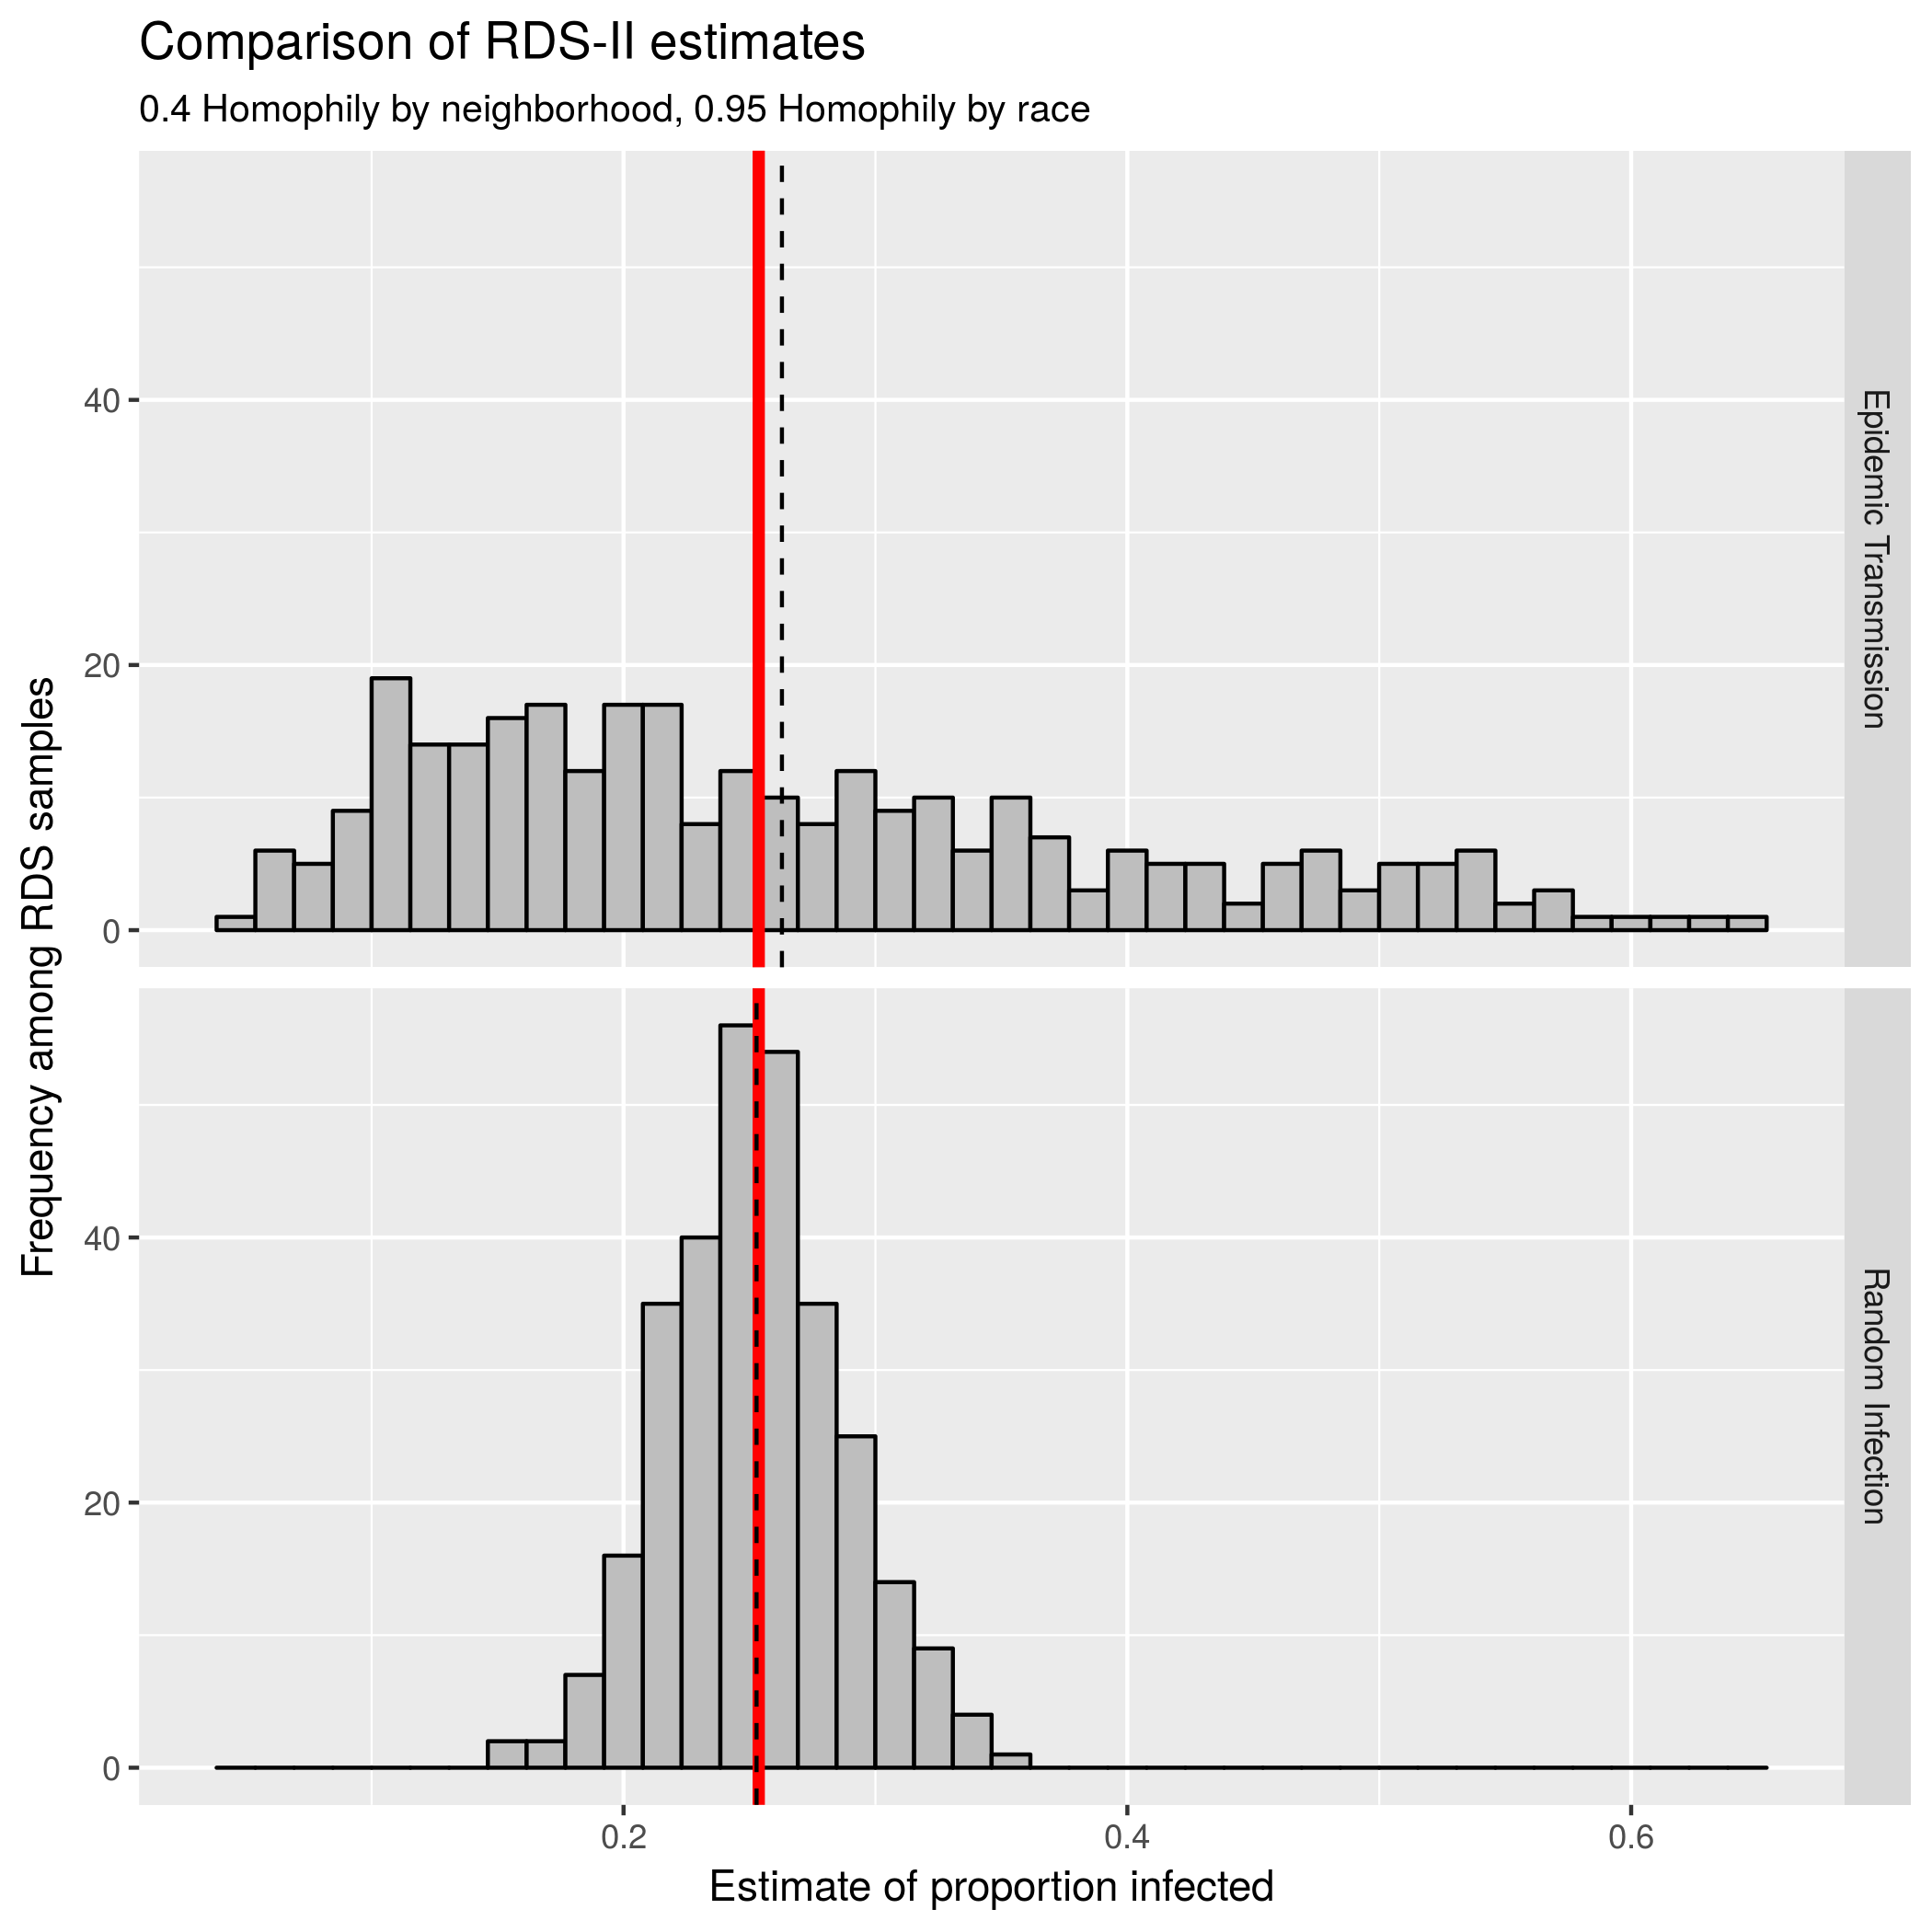 Comparison of RDS-II estimates
0.4 Homophily by neighborhood, 0.95 Homophily by race
Frequency among RDS samples
40
20
0
Epidemic Transmission
40
20
0
Random Infection
0.2
0.4
0.6
Estimate of proportion infected